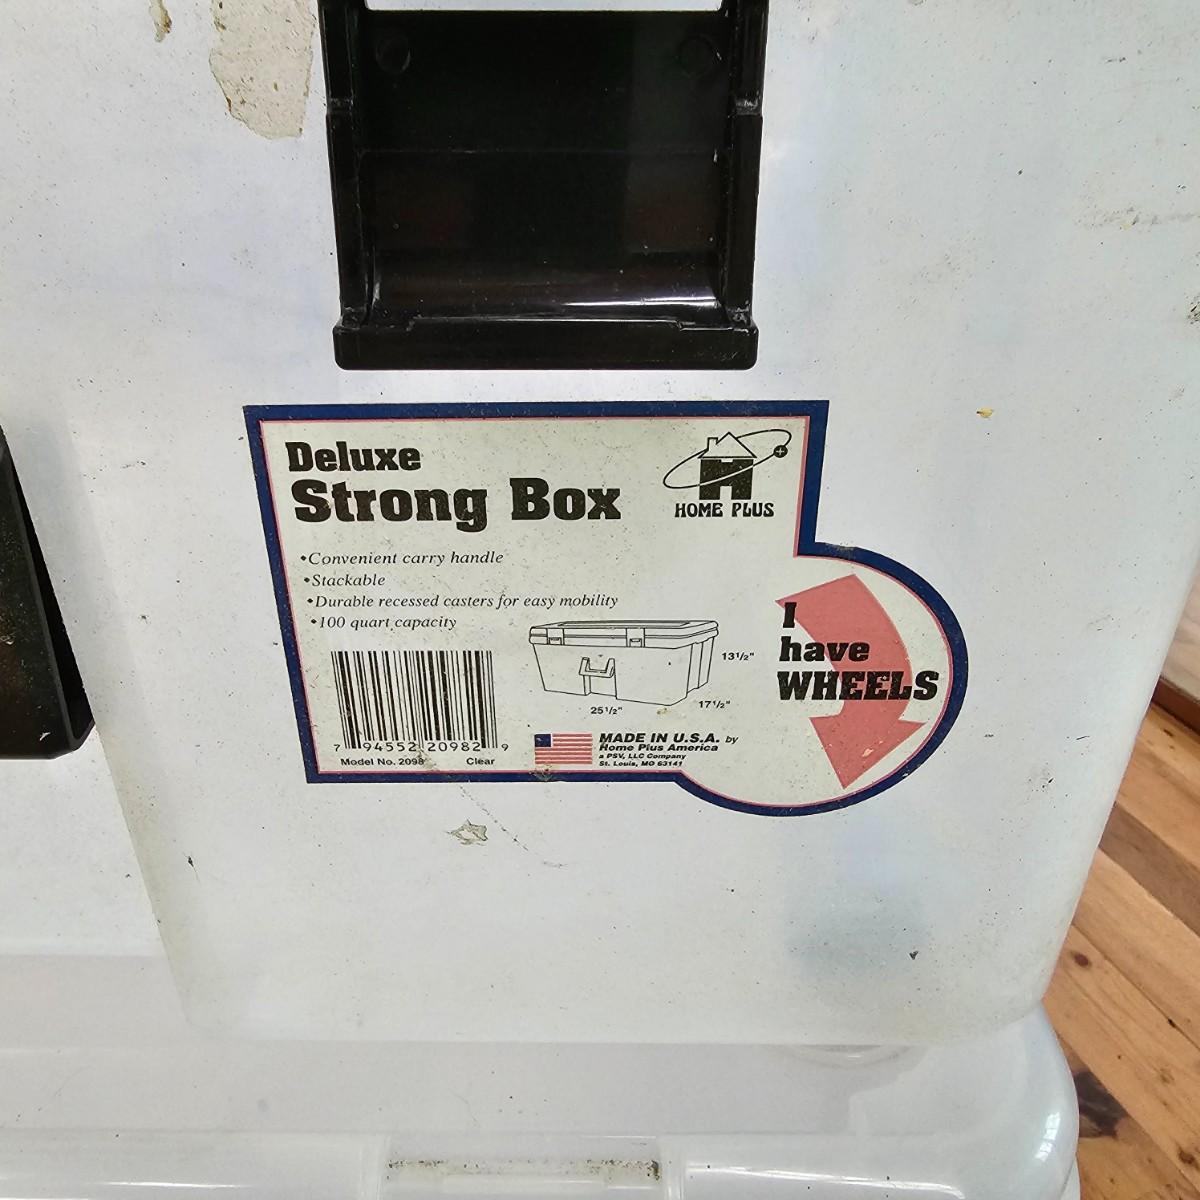 Deluxe
Strong Box
HOME PLUS
•Convenient carry handle
•Stackable
•Durable recessed casters for easy mobility
•100 quart capacity
13½"
17½"
25½"
I
have
WHEELS
7 94552 20982 9
Model No. 2098 Clear
MADE IN U.S.A. by
Home Plus America
a PSV, LLC Company
St. Louis, MO 63141